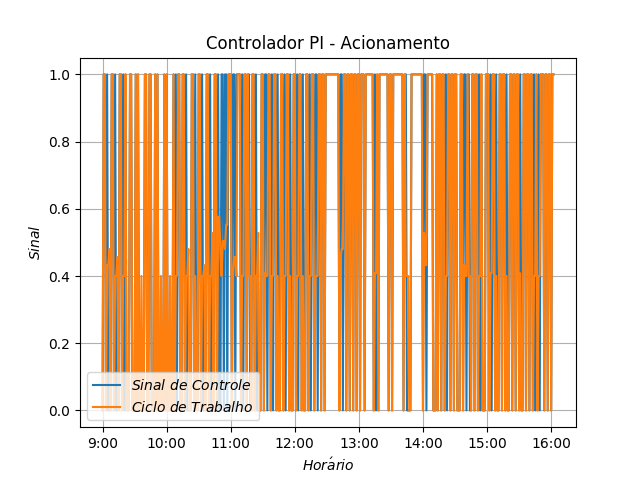 Controlador PI - Acionamento
1.0
0.8
0.6
0.4
0.2
0.0
Sinal
Sinal de Controle
Ciclo de Trabalho
9:00 10:00 11:00 12:00 13:00 14:00 15:00 16:00
Horário